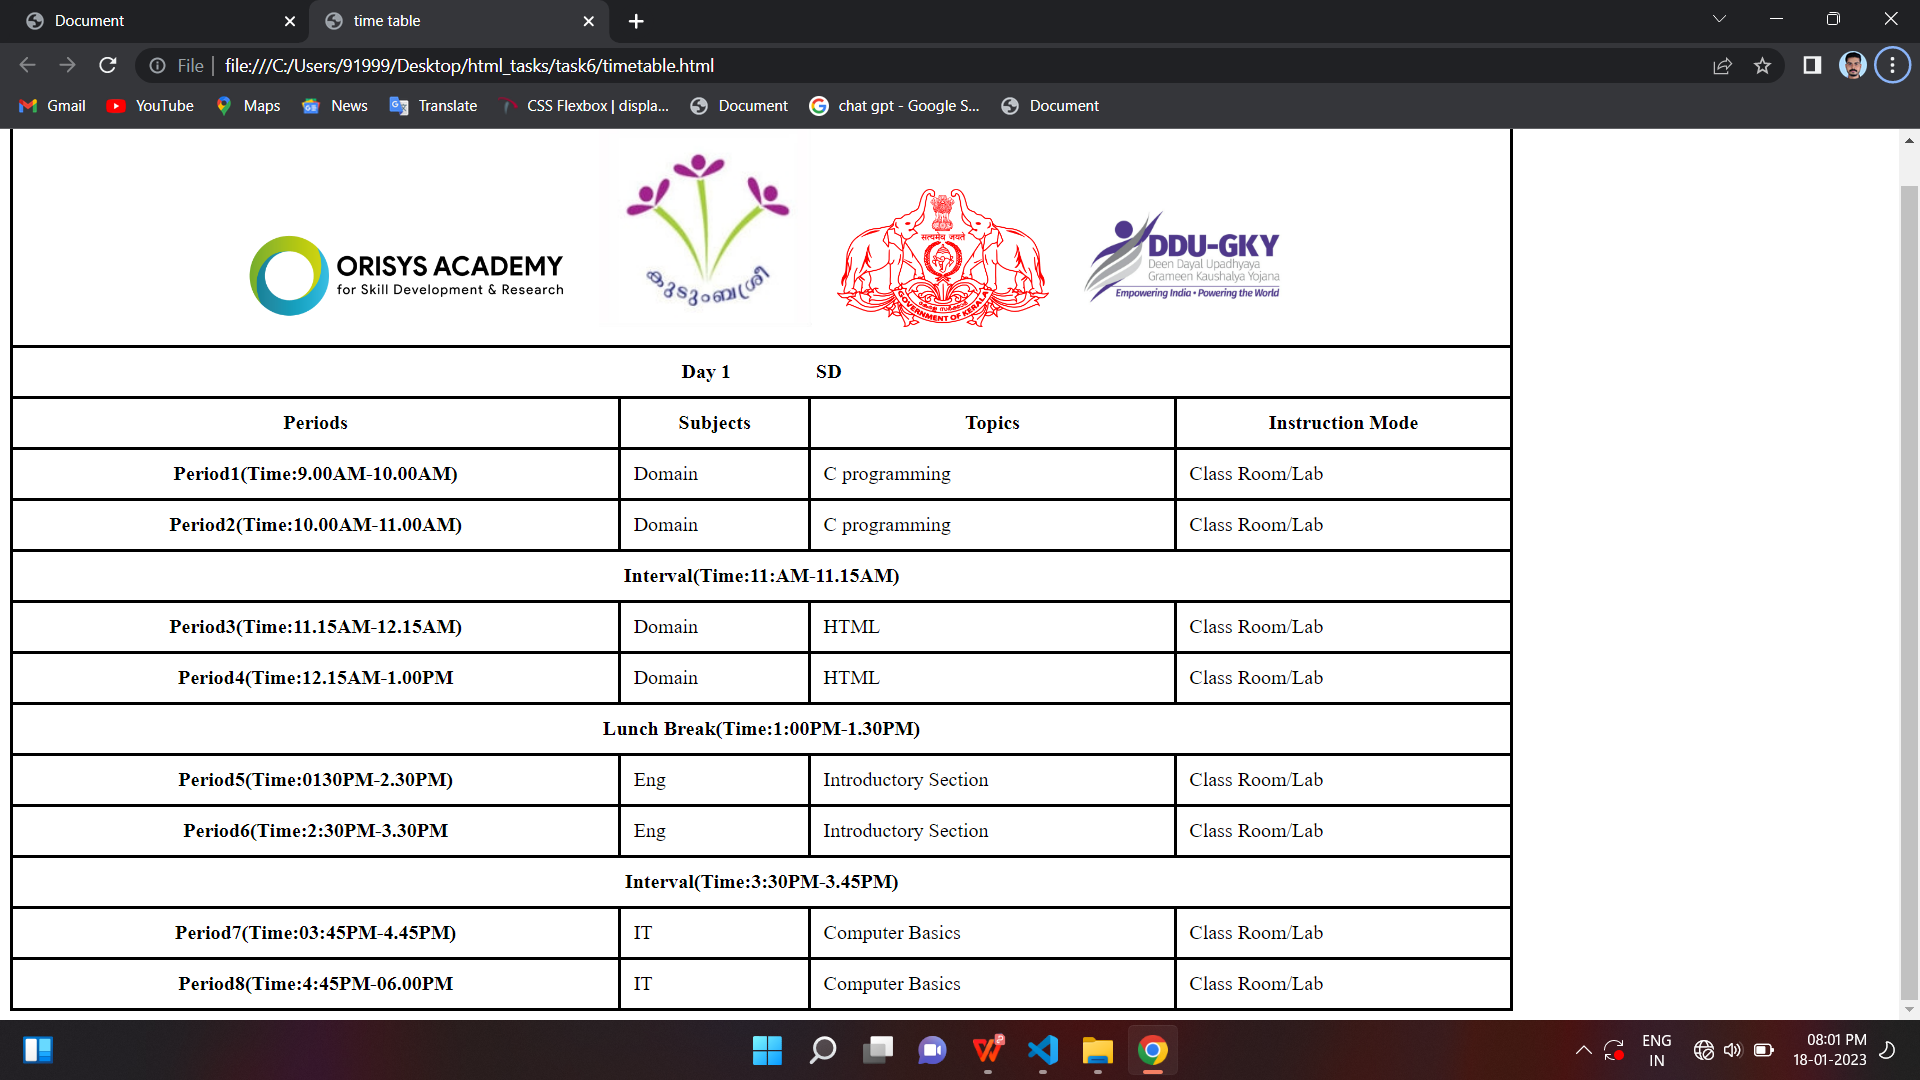 Document
time table
File
file:///C:/Users/91999/Desktop/html_tasks/task6/timetable.html
Gmail
YouTube
Maps
News
Translate
CSS Flexbox | displa...
Document
chat gpt - Google S...
Document
ORISYS ACADEMY
for Skill Development & Research
കുടുംബശ്രീ
सत्यमेव जयते
GOVERNMENT OF KERALA
DDU-GKY
Deen Dayal Upadhyaya
Grameen Kaushalya Yojana
Empowering India • Powering the World
Day 1 SD
Periods Subjects Topics Instruction Mode
Period1(Time:9.00AM-10.00AM) Domain C programming Class Room/Lab
Period2(Time:10.00AM-11.00AM) Domain C programming Class Room/Lab
Interval(Time:11:AM-11.15AM)
Period3(Time:11.15AM-12.15AM) Domain HTML Class Room/Lab
Period4(Time:12.15AM-1.00PM Domain HTML Class Room/Lab
Lunch Break(Time:1:00PM-1.30PM)
Period5(Time:0130PM-2.30PM) Eng Introductory Section Class Room/Lab
Period6(Time:2:30PM-3.30PM Eng Introductory Section Class Room/Lab
Interval(Time:3:30PM-3.45PM)
Period7(Time:03:45PM-4.45PM) IT Computer Basics Class Room/Lab
Period8(Time:4:45PM-06.00PM IT Computer Basics Class Room/Lab
ENG
IN
08:01 PM
18-01-2023